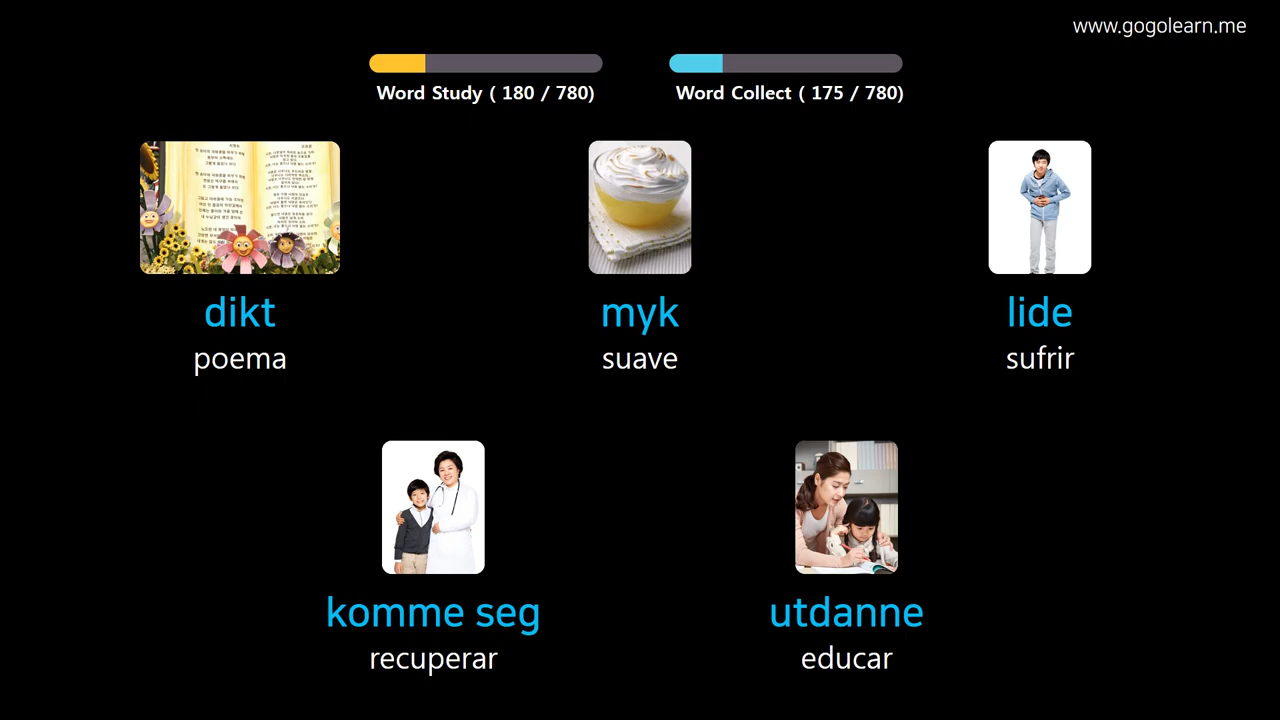 www.gogolearn.me
Word Study ( 180 / 780)
Word Collect ( 175 / 780)
dikt
poema
myk
suave
lide
sufrir
komme seg
recuperar
utdanne
educar